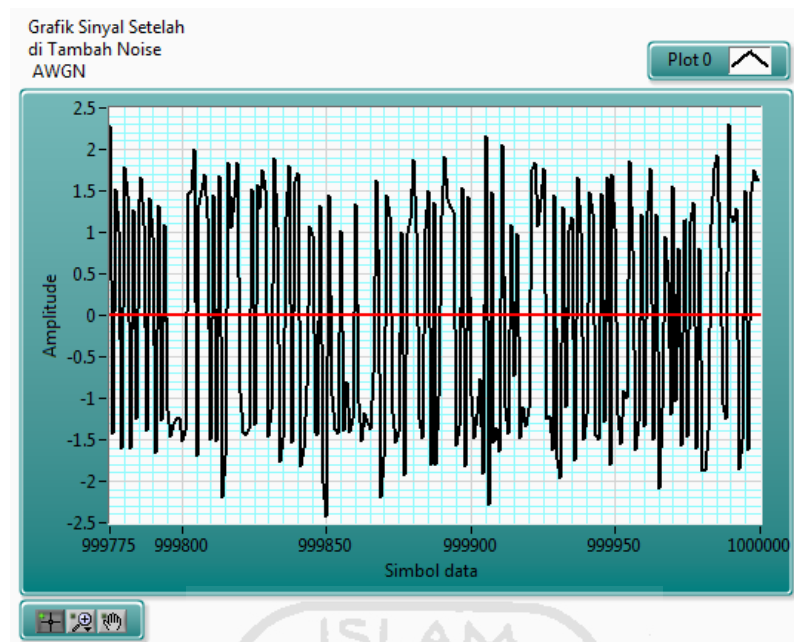 Grafik Sinyal Setelah
di Tambah Noise
AWGN
Plot 0
2.5
2
1.5
1
0.5
0
-0.5
-1
-1.5
-2
-2.5
Amplitude
999775 999800 999850 999900 999950 1000000
Simbol data
ISLAM